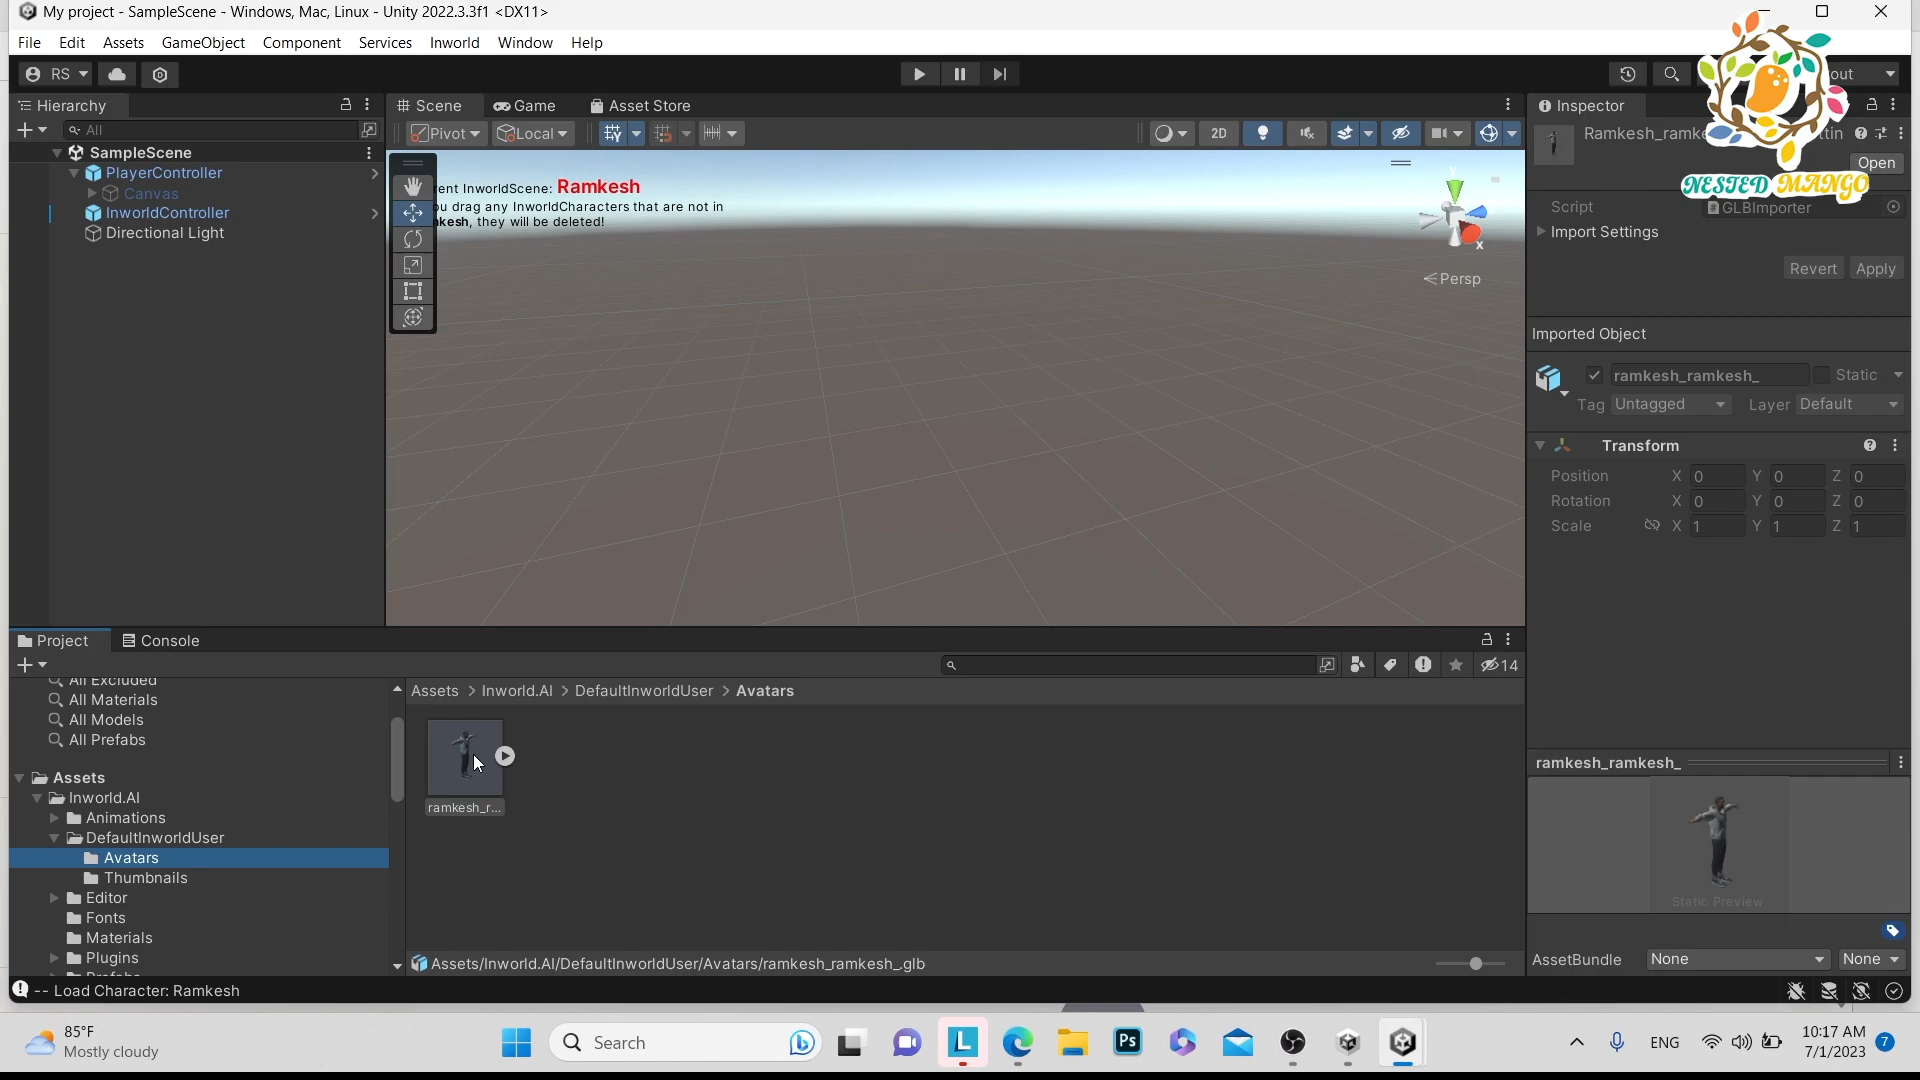 My project - SampleScene - Windows, Mac, Linux - Unity 2022.3.3f1 <DX11>
File Edit Assets GameObject Component Services Inworld Window Help
RS
out
NESTED MANGO
Hierarchy
All
SampleScene
PlayerController
Canvas
InworldController
Directional Light
Scene Game Asset Store
Pivot Local 2D
rent InworldScene: Ramkesh
ou drag any InworldCharacters that are not in
kesh, they will be deleted!
y
x
Persp
Inspector
Open
Script GLBImporter
Import Settings
Revert Apply
Imported Object
ramkesh_ramkesh_ Static
Tag Untagged Layer Default
Transform
Position X 0 Y 0 Z 0
Rotation X 0 Y 0 Z 0
Scale X 1 Y 1 Z 1
Project Console
14
All Excluded
All Materials
All Models
All Prefabs
Assets
Inworld.AI
Animations
DefaultInworldUser
Avatars
Thumbnails
Editor
Fonts
Materials
Plugins
Assets > Inworld.AI > DefaultInworldUser > Avatars
ramkesh_r...
Assets/Inworld.AI/DefaultInworldUser/Avatars/ramkesh_ramkesh_.glb
ramkesh_ramkesh_
Static Preview
AssetBundle None None
-- Load Character: Ramkesh
85°F
Mostly cloudy
Search
L
Ps
ENG
10:17 AM
7/1/2023
7